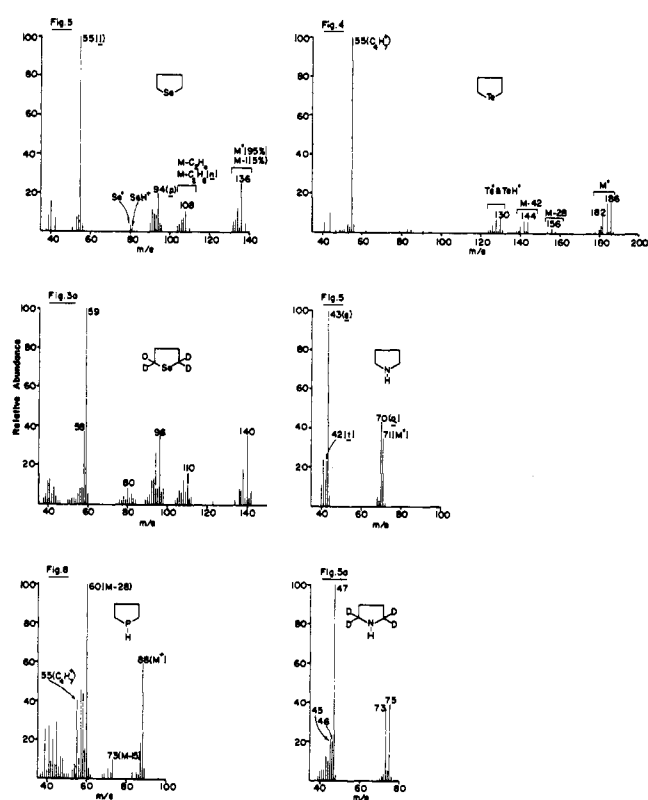 Fig.5
100
80
60
40
20
55(l)
Se
Se⁺
SeH⁺
94(p)
M-C₂H₄
M-C₂H₆(n)
108
M⁺(95%)
M-1(5%)
136
40 60 80 100 120 140
m/e
Fig.4
100
80
60
40
20
55(C₄H₇⁺)
Te
Te⁺&TeH⁺
130
M-42
144
M-28
156
M⁺
182
186
40 60 80 100 120 140 160 180 200
m/e
Fig.3a
Relative Abundance
100
80
60
40
20
59
58
D D
D Se D
80
96
110
140
40 60 80 100 120 140
m/e
Fig.5
100
80
60
40
20
43(s)
42(t)
N
H
70(q)
71(M⁺)
40 60 80 100
m/e
Fig.8
100
80
60
40
20
60(M-28)
P
H
55(C₄H₇⁺)
88(M⁺)
73(M-15)
40 60 80 100
m/e
Fig.5a
100
80
60
40
20
47
D D
D N D
H
45
46
73
75
40 60 80
m/e